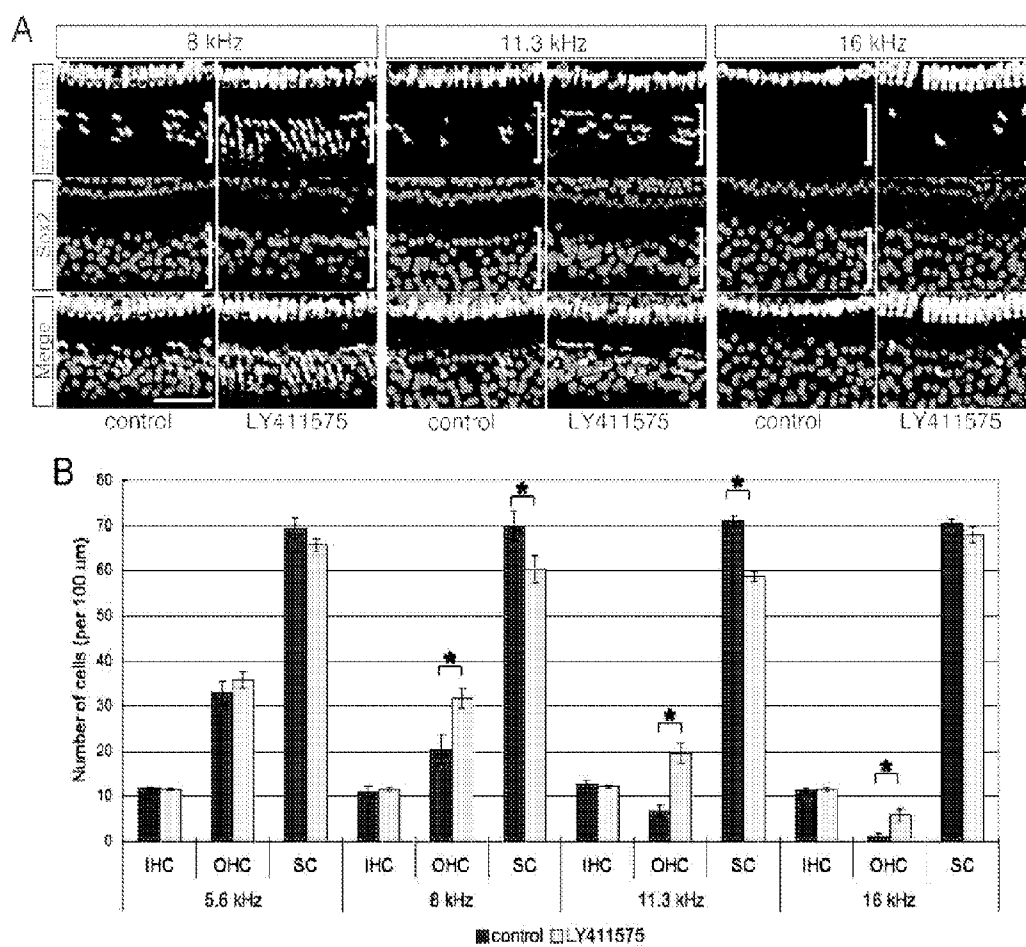 A
8 kHz
11.3 kHz
16 kHz
Sox2
Merge
control
LY411575
control
LY411575
control
LY411575
B
Number of cells (per 100 um)
80
70
60
50
40
30
20
10
0
* * * * *
IHC OHC SC IHC OHC SC IHC OHC SC IHC OHC SC
5.6 kHz 8 kHz 11.3 kHz 16 kHz
control LY411575